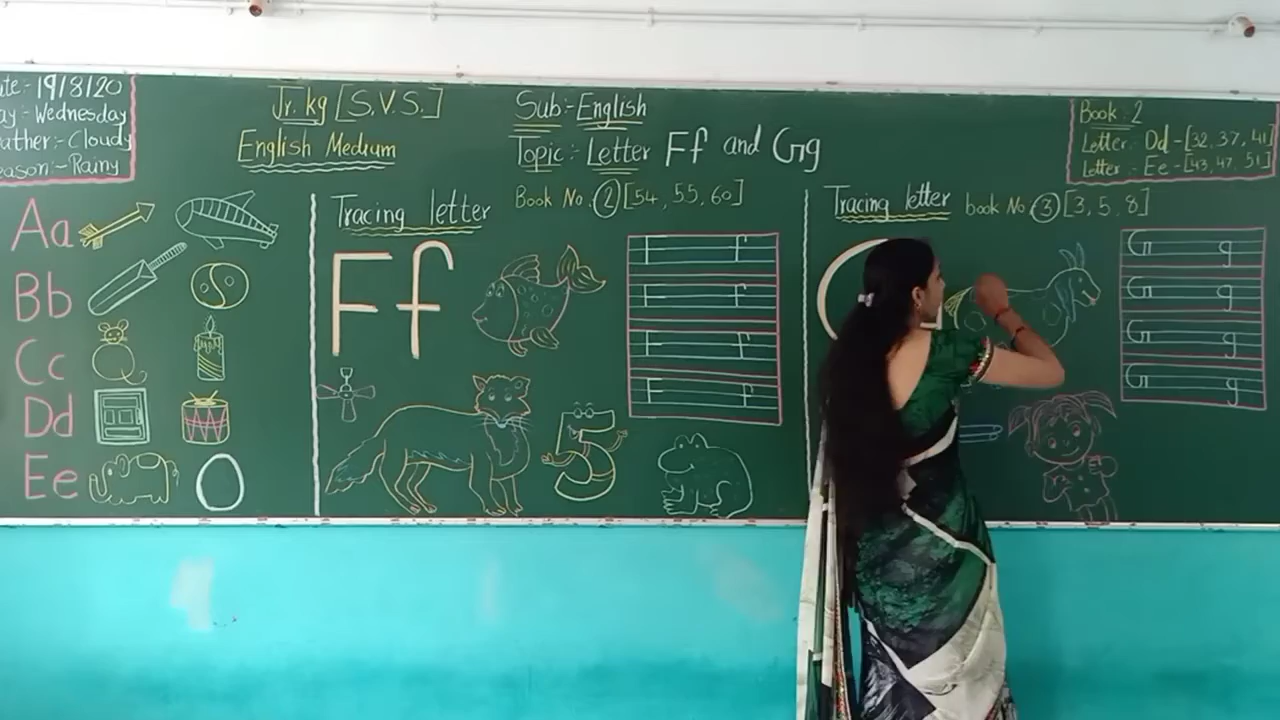 ate:- 19/8/20
ay:- Wednesday
ather:- Cloudy
eason:- Rainy
Jr. kg [S.V.S.]
English Medium
Sub:- English
Topic:- Letter Ff and Gg
Book : 2
Letter :- Dd - [32, 37, 41]
Letter :- Ee - [43, 47, 51]
Aa
Bb
Cc
Dd
Ee
Tracing letter
Book No. 2 [54, 55, 60]
Ff
F f
F f
F f
F f
5
Tracing letter book No 3 [3, 5, 8]
G g
G g
G g
G g